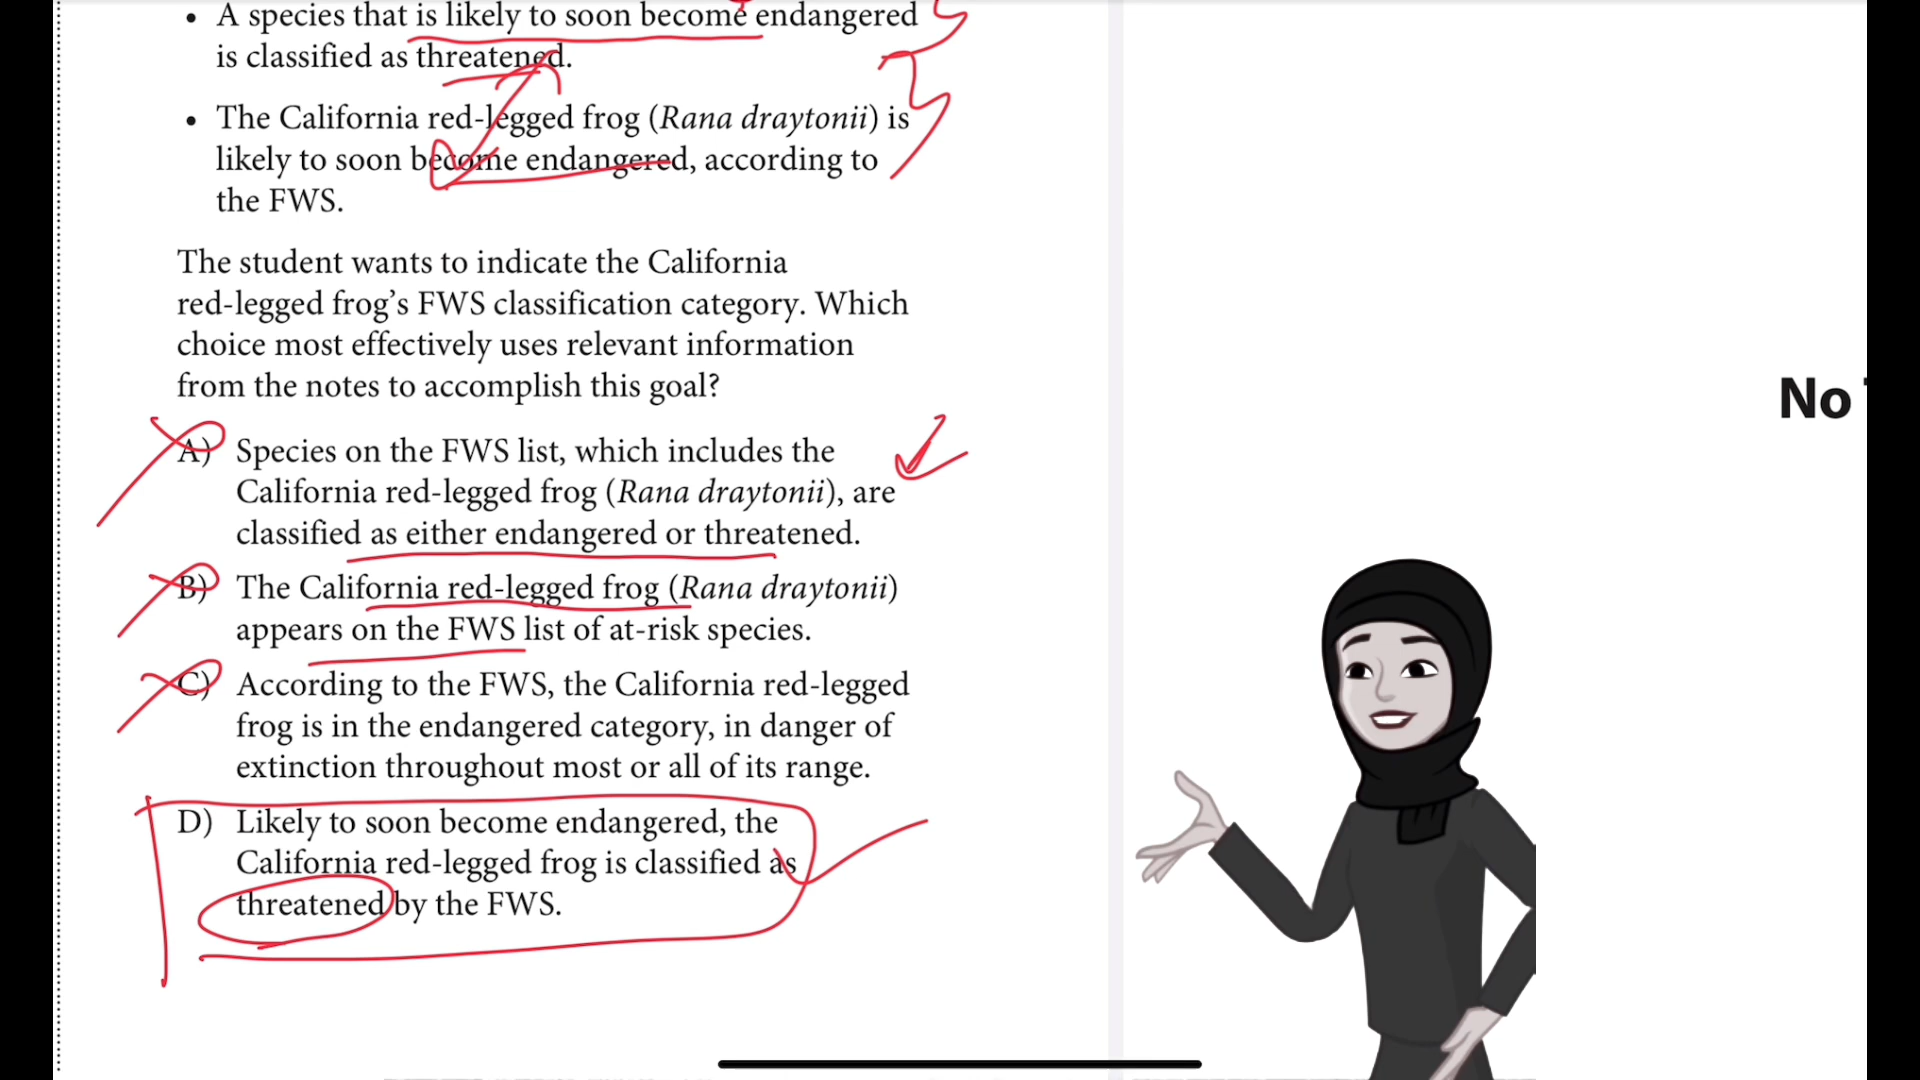 • A species that is likely to soon become endangered
is classified as threatened.
• The California red-legged frog (Rana draytonii) is
likely to soon become endangered, according to
the FWS.
The student wants to indicate the California
red-legged frog’s FWS classification category. Which
choice most effectively uses relevant information
from the notes to accomplish this goal?
A) Species on the FWS list, which includes the
California red-legged frog (Rana draytonii), are
classified as either endangered or threatened.
B) The California red-legged frog (Rana draytonii)
appears on the FWS list of at-risk species.
C) According to the FWS, the California red-legged
frog is in the endangered category, in danger of
extinction throughout most or all of its range.
D) Likely to soon become endangered, the
California red-legged frog is classified as
threatened by the FWS.
No